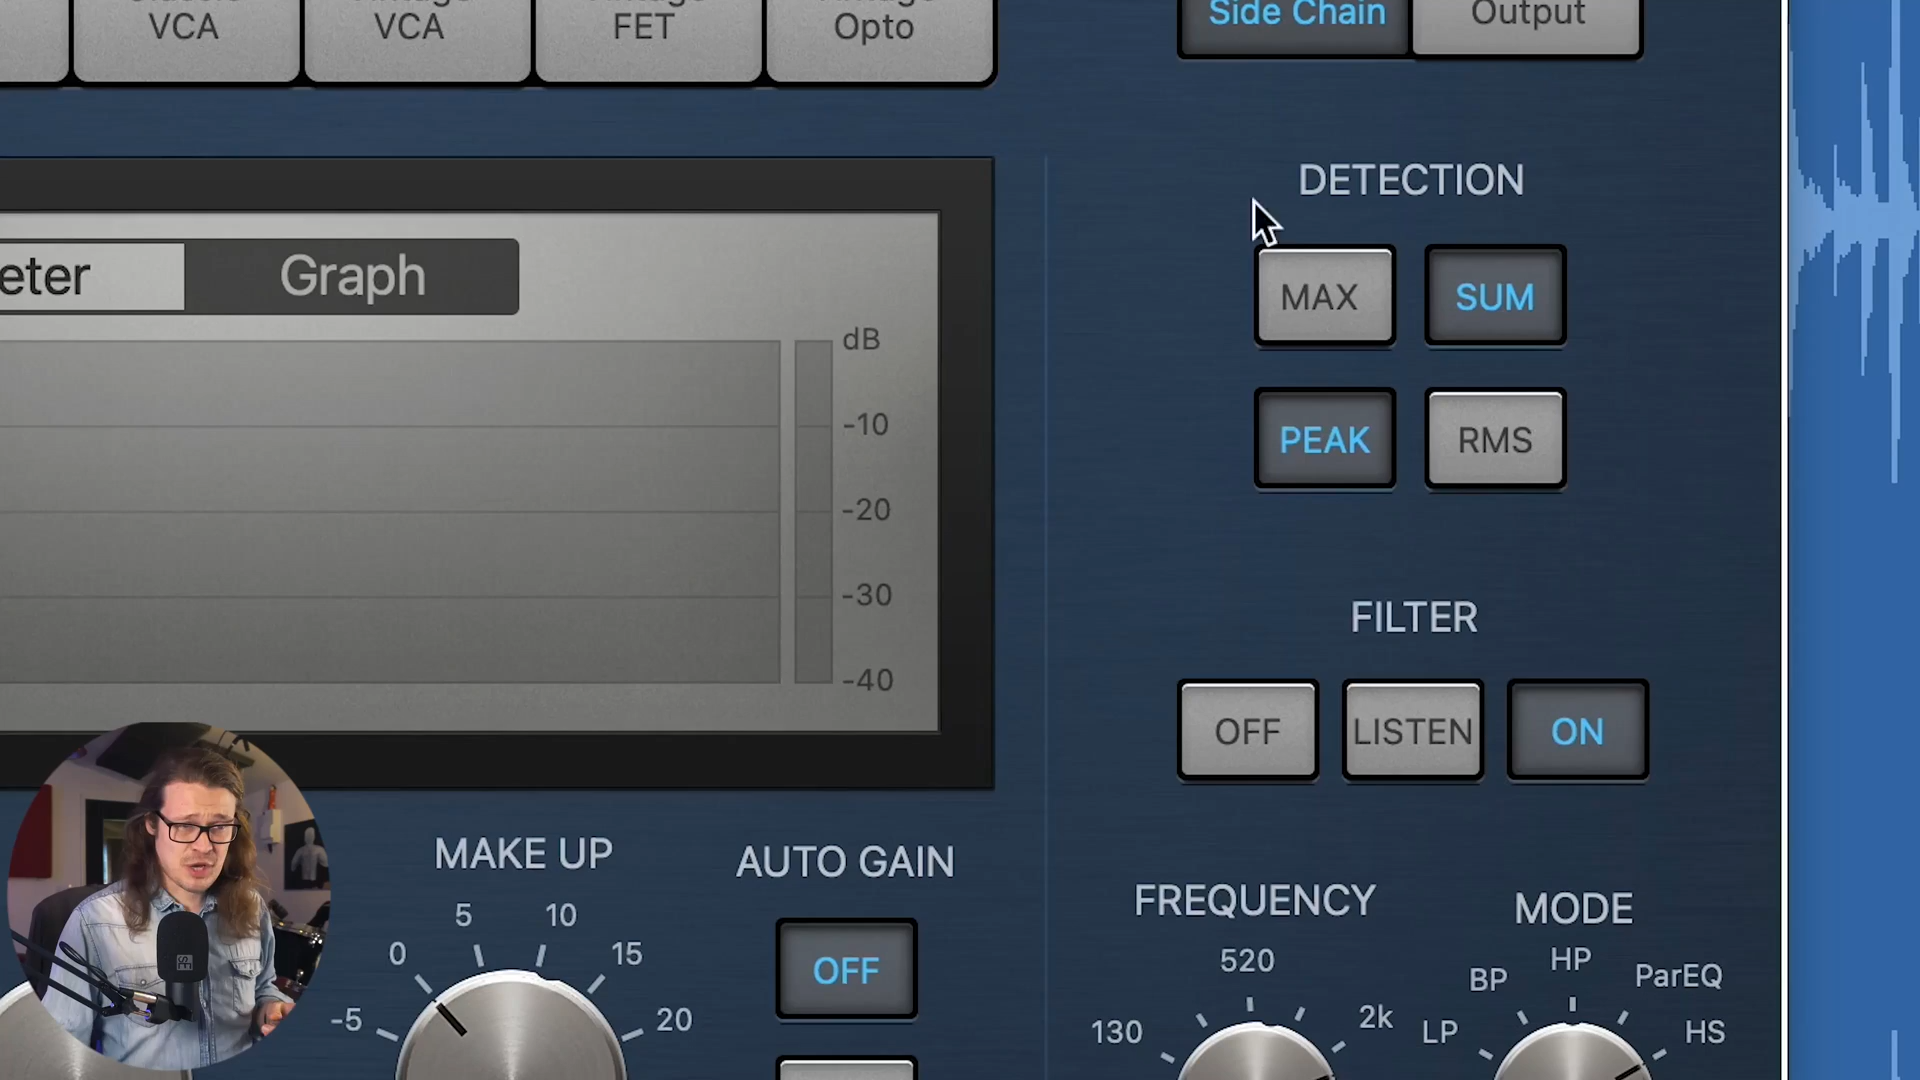 VCA
VCA
FET
Opto
Side Chain
Output
DETECTION
MAX
SUM
PEAK
RMS
eter
Graph
dB
-10
-20
-30
-40
FILTER
OFF
LISTEN
ON
MAKE UP
-5
0
5
10
15
20
AUTO GAIN
OFF
FREQUENCY
130
520
2k
MODE
LP
BP
HP
ParEQ
HS